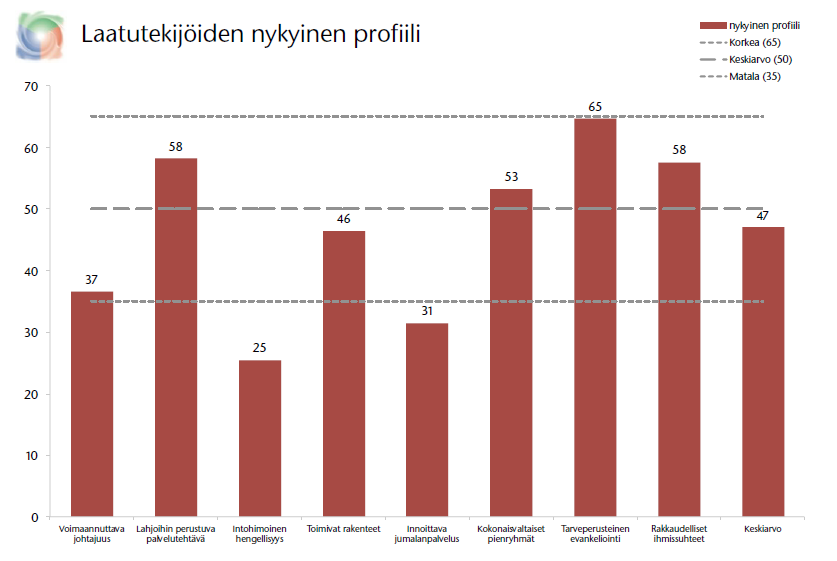 Laatutekijöiden nykyinen profiili
nykyinen profiili
Korkea (65)
Keskiarvo (50)
Matala (35)
70
60
50
40
30
20
10
0
37
58
25
46
31
53
65
58
47
Voimaannuttava
johtajuus
Lahjoihin perustuva
palvelutehtävä
Intohimoinen
hengellisyys
Toimivat rakenteet
Innoittava
jumalanpalvelus
Kokonaisvaltaiset
pienryhmät
Tarveperusteinen
evankeliointi
Rakkaudelliset
ihmissuhteet
Keskiarvo